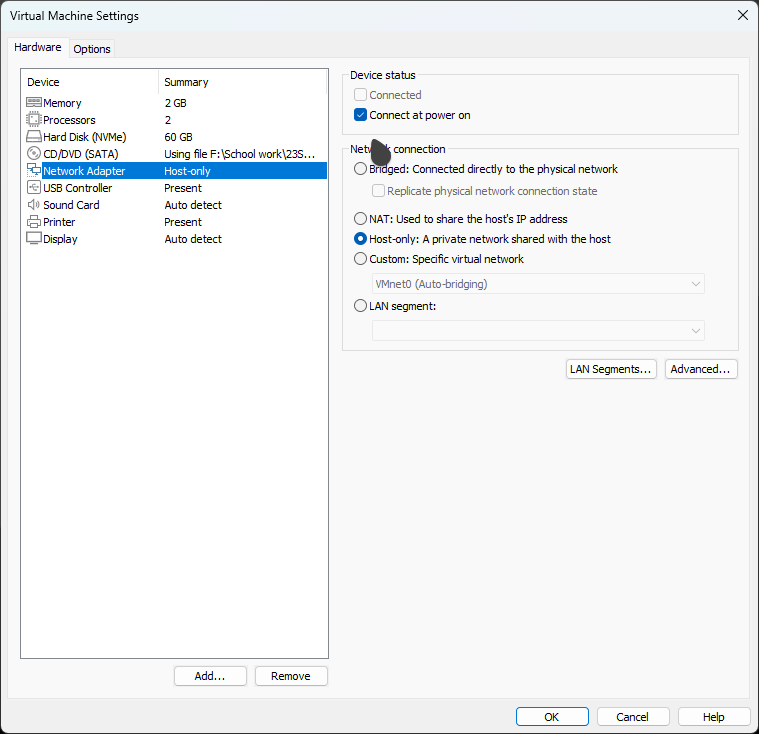 Virtual Machine Settings
Hardware Options
Device Summary
Memory 2 GB
Processors 2
Hard Disk (NVMe) 60 GB
CD/DVD (SATA) Using file F:\School work\23S...
Network Adapter Host-only
USB Controller Present
Sound Card Auto detect
Printer Present
Display Auto detect
Add... Remove
Device status
Connected
Connect at power on
Network connection
Bridged: Connected directly to the physical network
Replicate physical network connection state
NAT: Used to share the host's IP address
Host-only: A private network shared with the host
Custom: Specific virtual network
VMnet0 (Auto-bridging)
LAN segment:
LAN Segments... Advanced...
OK Cancel Help